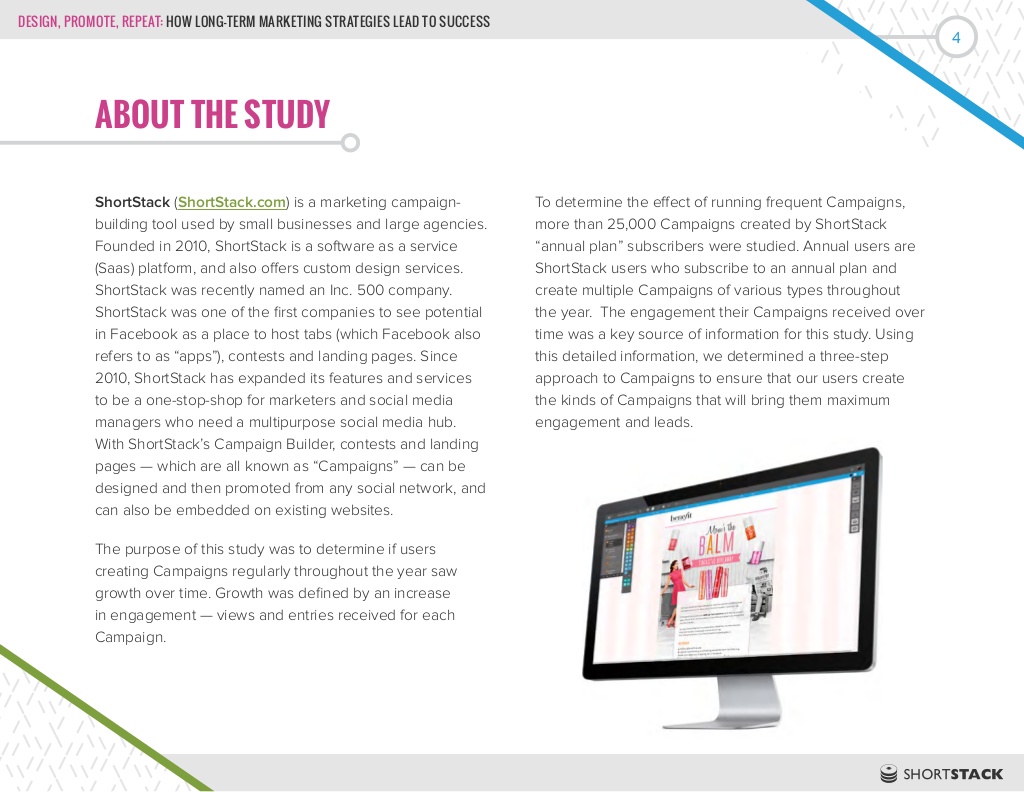 DESIGN, PROMOTE, REPEAT: HOW LONG-TERM MARKETING STRATEGIES LEAD TO SUCCESS
4
ABOUT THE STUDY
ShortStack (ShortStack.com) is a marketing campaign-
building tool used by small businesses and large agencies.
Founded in 2010, ShortStack is a software as a service
(Saas) platform, and also offers custom design services.
ShortStack was recently named an Inc. 500 company.
ShortStack was one of the first companies to see potential
in Facebook as a place to host tabs (which Facebook also
refers to as “apps”), contests and landing pages. Since
2010, ShortStack has expanded its features and services
to be a one-stop-shop for marketers and social media
managers who need a multipurpose social media hub.
With ShortStack’s Campaign Builder, contests and landing
pages — which are all known as “Campaigns” — can be
designed and then promoted from any social network, and
can also be embedded on existing websites.
The purpose of this study was to determine if users
creating Campaigns regularly throughout the year saw
growth over time. Growth was defined by an increase
in engagement — views and entries received for each
Campaign.
To determine the effect of running frequent Campaigns,
more than 25,000 Campaigns created by ShortStack
“annual plan” subscribers were studied. Annual users are
ShortStack users who subscribe to an annual plan and
create multiple Campaigns of various types throughout
the year.  The engagement their Campaigns received over
time was a key source of information for this study. Using
this detailed information, we determined a three-step
approach to Campaigns to ensure that our users create
the kinds of Campaigns that will bring them maximum
engagement and leads.
benefit
Mom's the
BALM
SHORTSTACK